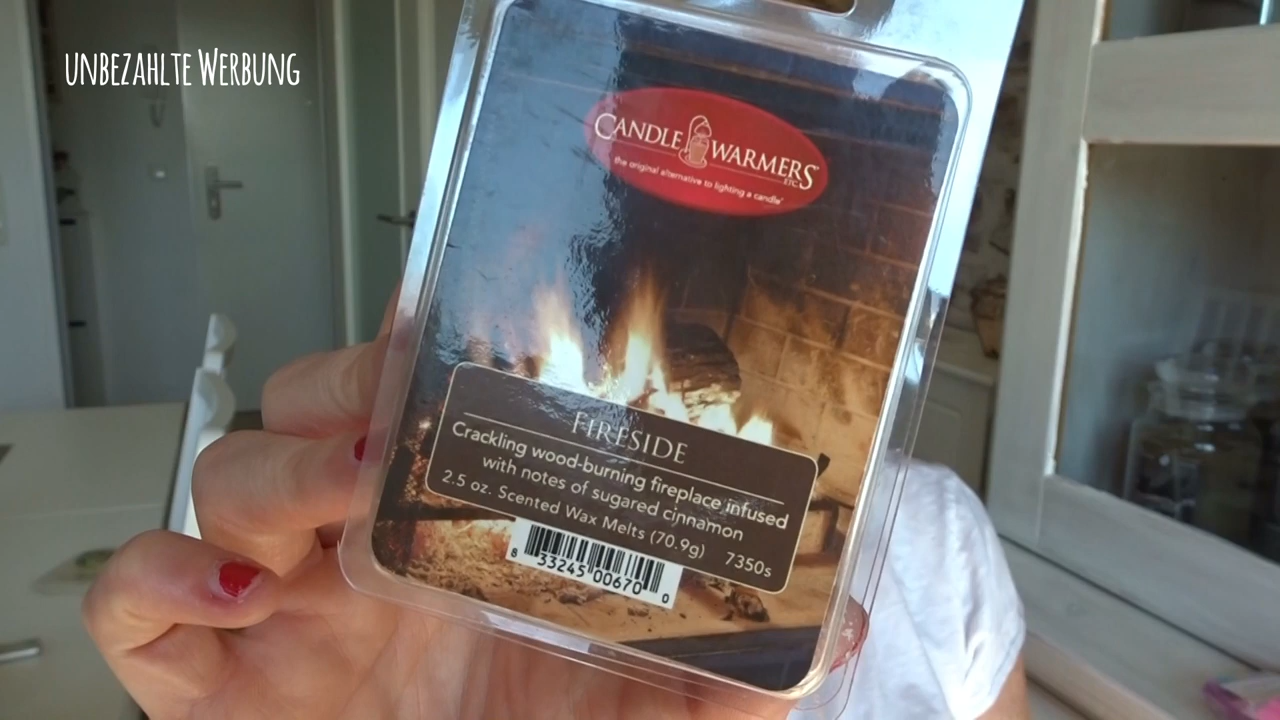 UNBEZAHLTE WERBUNG
CANDLE WARMERS ETC.
the original alternative to lighting a candle
FIRESIDE
Crackling wood-burning fireplace infused
with notes of sugared cinnamon
2.5 oz. Scented Wax Melts (70.9g) 7350s
8 33245 00670 0